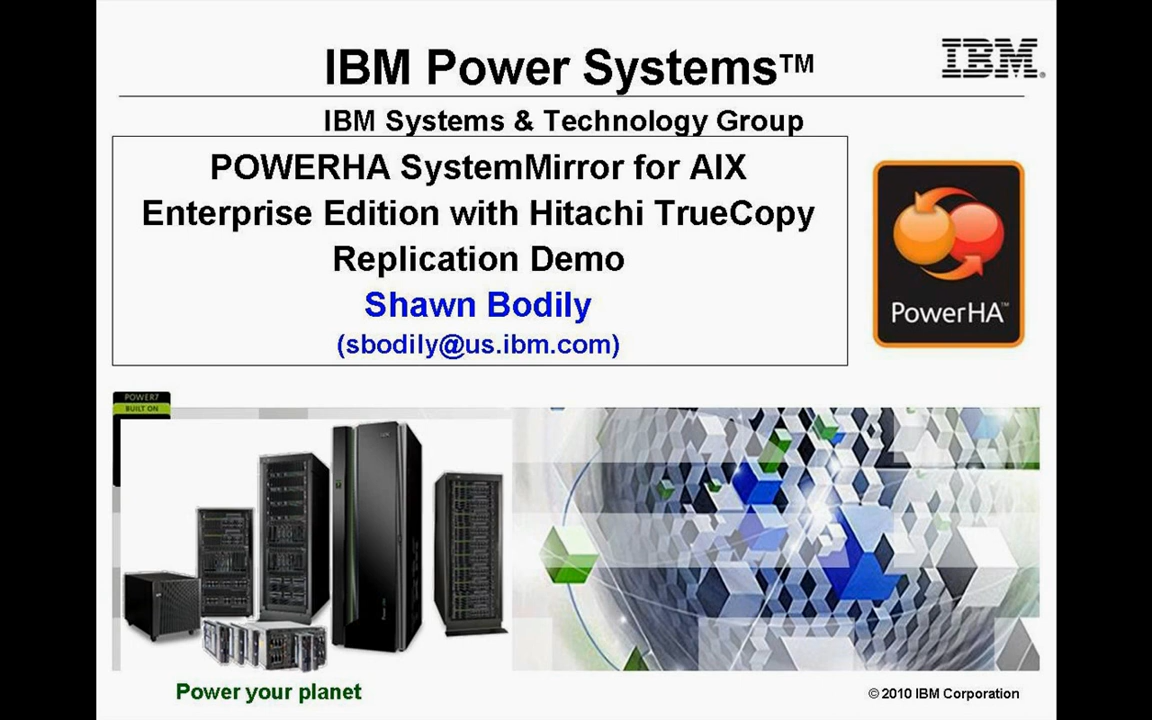 IBM Power Systems™
IBM®
IBM Systems & Technology Group
POWERHA SystemMirror for AIX
Enterprise Edition with Hitachi TrueCopy
Replication Demo
Shawn Bodily
(sbodily@us.ibm.com)
PowerHA™
POWER7
BUILT ON
Power your planet
© 2010 IBM Corporation